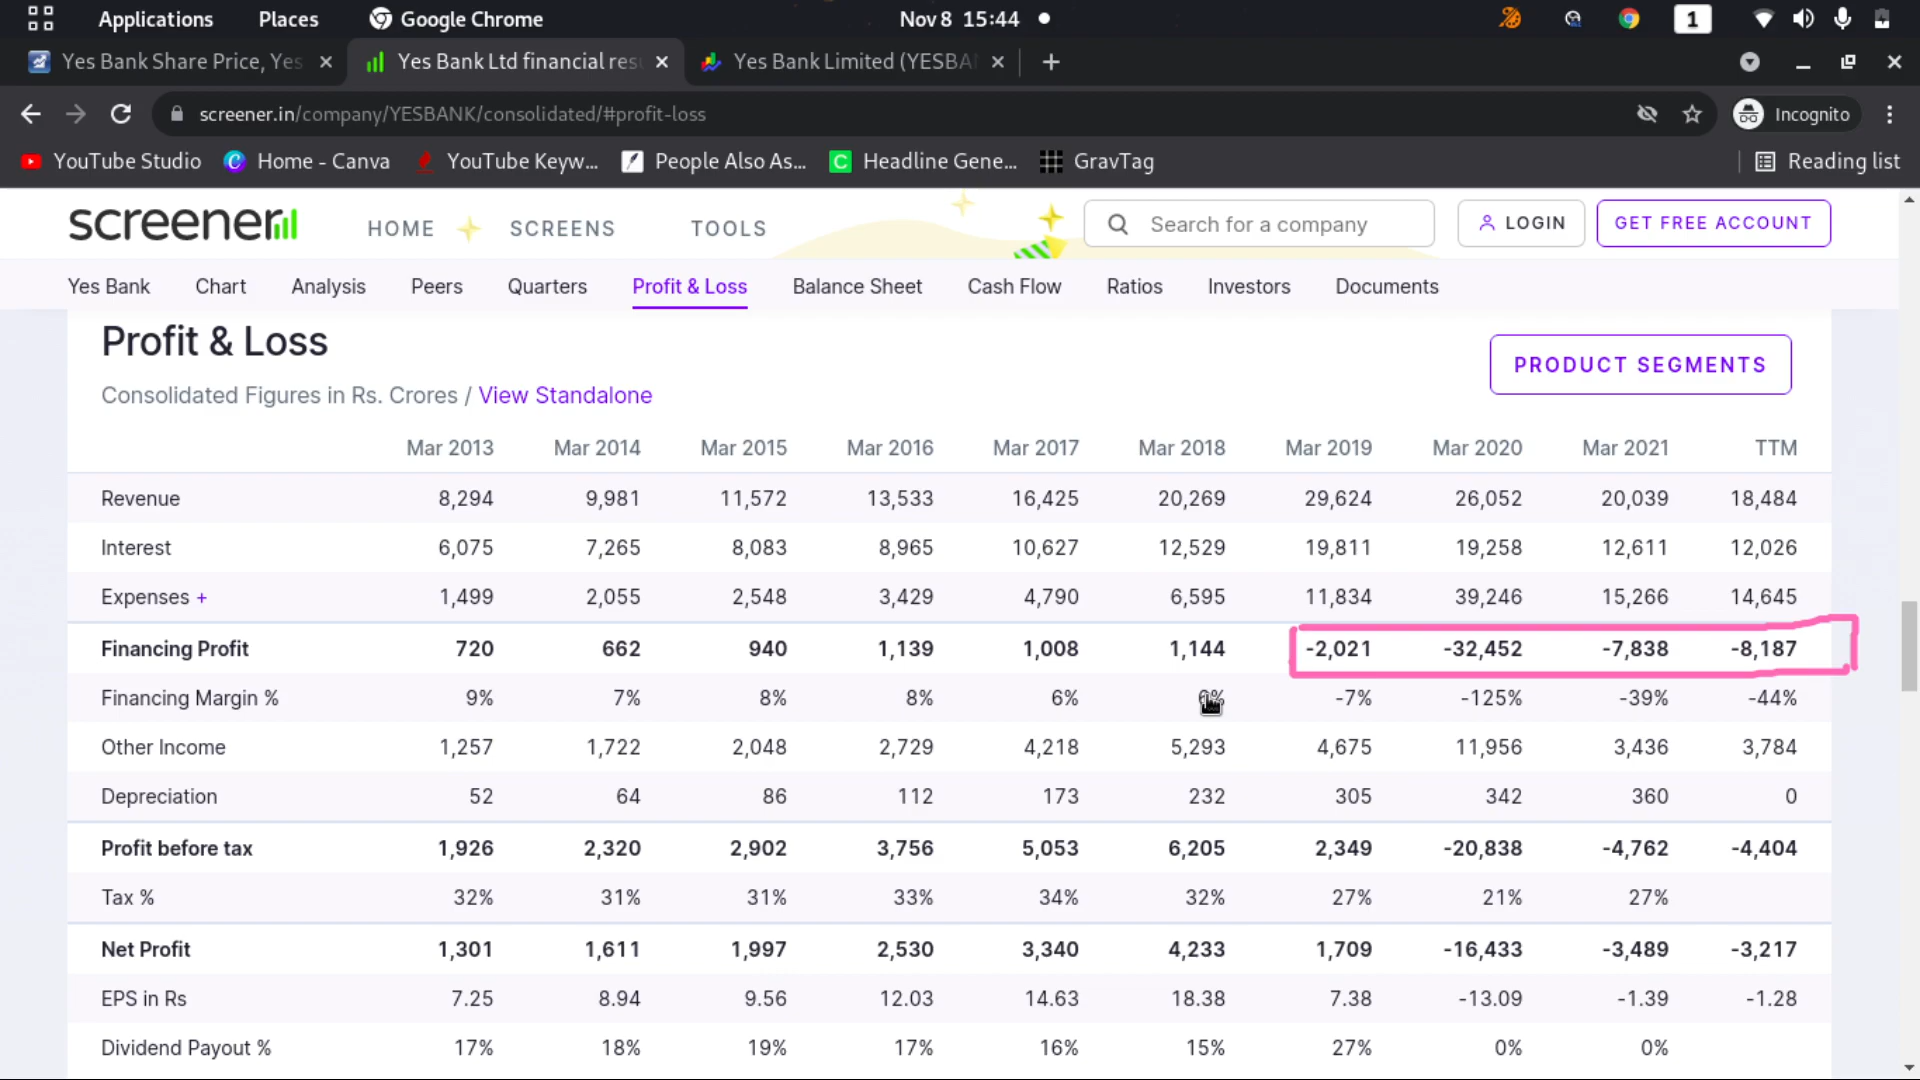 Applications Places Google Chrome Nov 8 15:44 1
Yes Bank Share Price, Yes Yes Bank Ltd financial res Yes Bank Limited (YESBA
screener.in/company/YESBANK/consolidated/#profit-loss Incognito
YouTube Studio Home - Canva YouTube Keyw... People Also As... Headline Gene... GravTag Reading list
screener HOME SCREENS TOOLS Search for a company LOGIN GET FREE ACCOUNT
Yes Bank Chart Analysis Peers Quarters Profit & Loss Balance Sheet Cash Flow Ratios Investors Documents
Profit & Loss
PRODUCT SEGMENTS
Consolidated Figures in Rs. Crores / View Standalone
Mar 2013 Mar 2014 Mar 2015 Mar 2016 Mar 2017 Mar 2018 Mar 2019 Mar 2020 Mar 2021 TTM
Revenue 8,294 9,981 11,572 13,533 16,425 20,269 29,624 26,052 20,039 18,484
Interest 6,075 7,265 8,083 8,965 10,627 12,529 19,811 19,258 12,611 12,026
Expenses + 1,499 2,055 2,548 3,429 4,790 6,595 11,834 39,246 15,266 14,645
Financing Profit 720 662 940 1,139 1,008 1,144 -2,021 -32,452 -7,838 -8,187
Financing Margin % 9% 7% 8% 8% 6% -7% -125% -39% -44%
Other Income 1,257 1,722 2,048 2,729 4,218 5,293 4,675 11,956 3,436 3,784
Depreciation 52 64 86 112 173 232 305 342 360 0
Profit before tax 1,926 2,320 2,902 3,756 5,053 6,205 2,349 -20,838 -4,762 -4,404
Tax % 32% 31% 31% 33% 34% 32% 27% 21% 27%
Net Profit 1,301 1,611 1,997 2,530 3,340 4,233 1,709 -16,433 -3,489 -3,217
EPS in Rs 7.25 8.94 9.56 12.03 14.63 18.38 7.38 -13.09 -1.39 -1.28
Dividend Payout % 17% 18% 19% 17% 16% 15% 27% 0% 0%